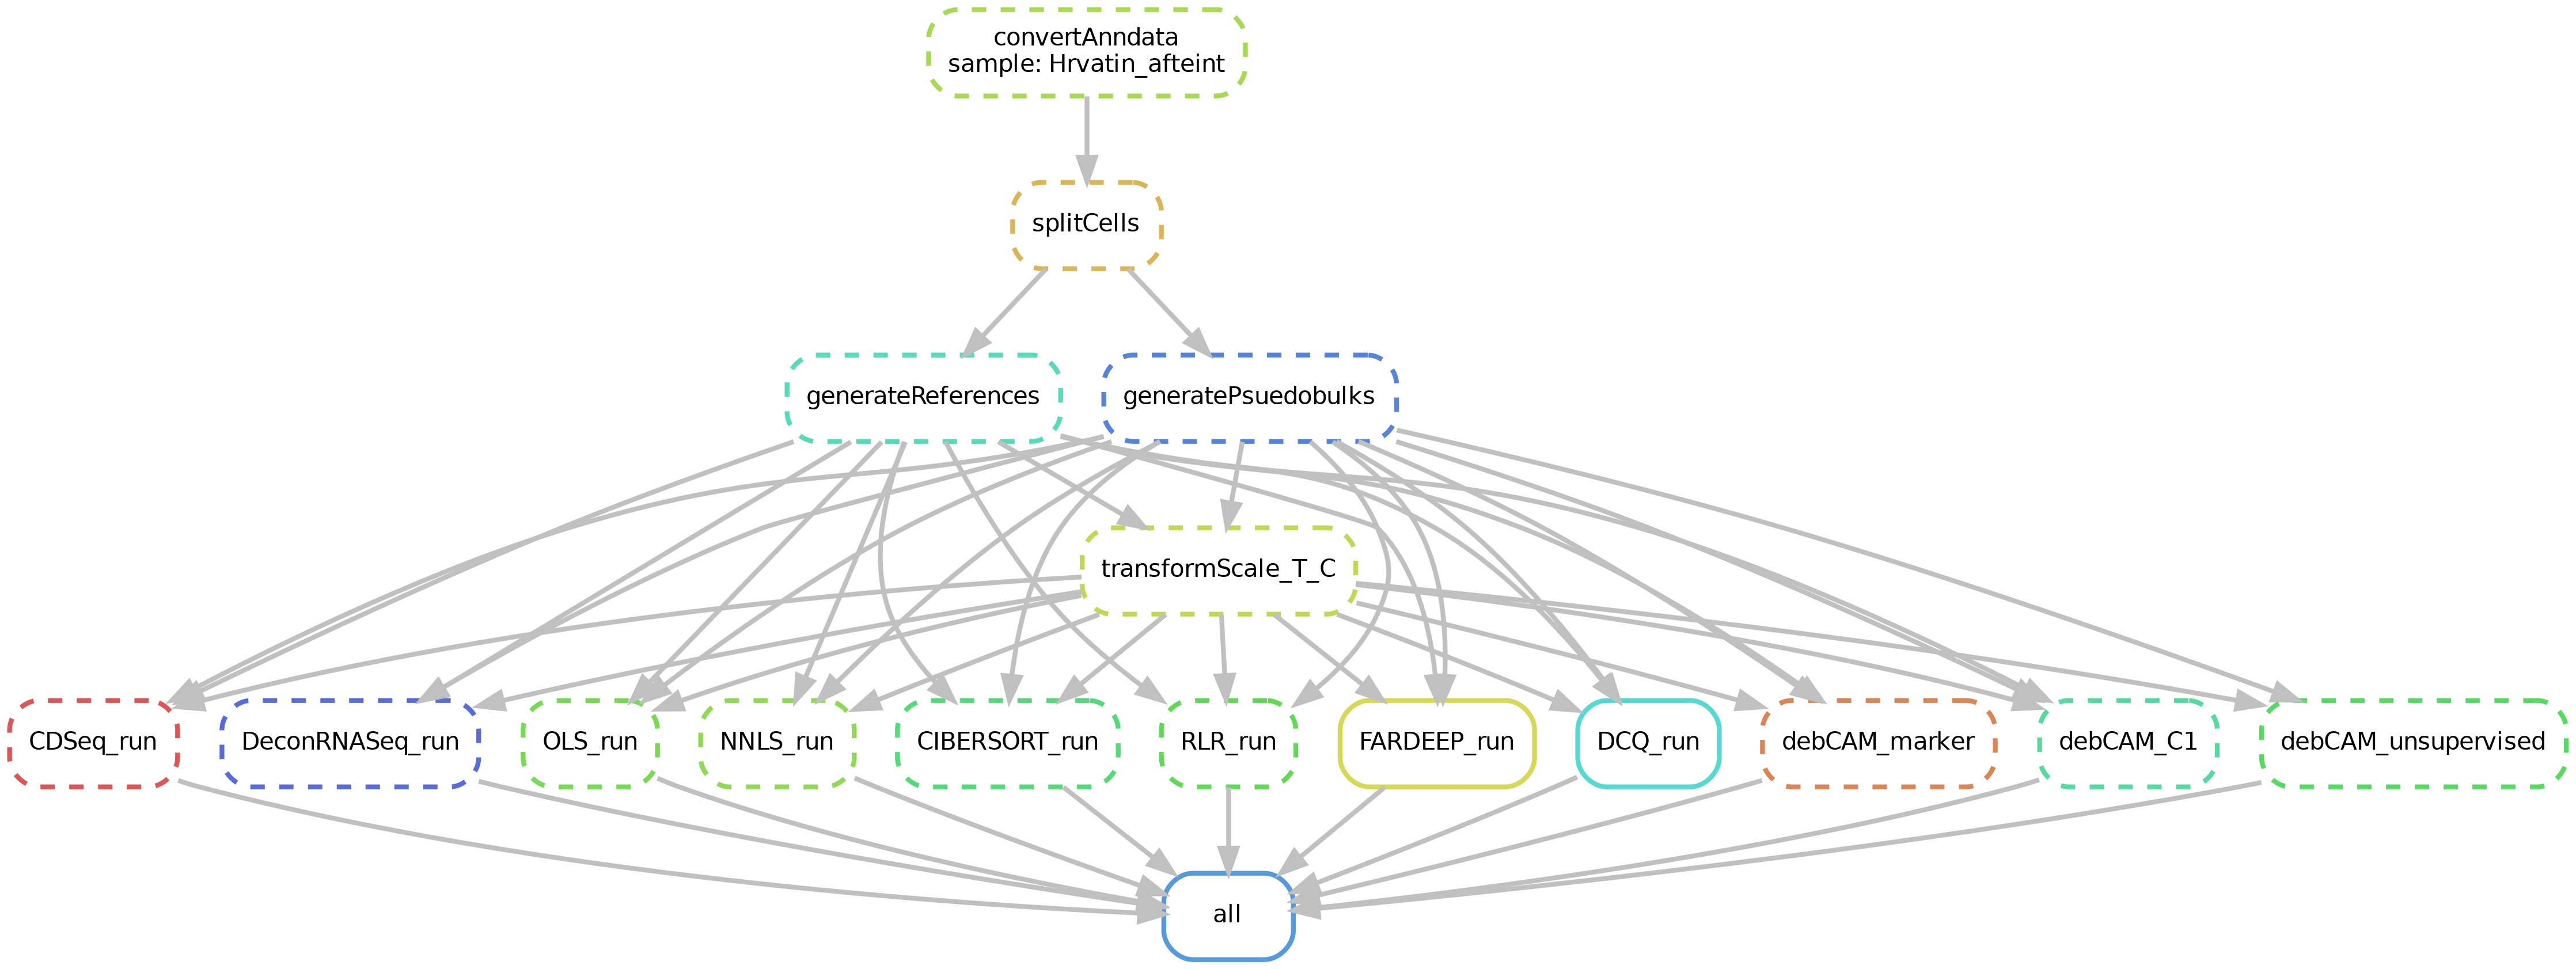 convertAnndata
sample: Hrvatin_afteint
splitCells
generateReferences
generatePsuedobulks
transformScale_T_C
CDSeq_run
DeconRNASeq_run
OLS_run
NNLS_run
CIBERSORT_run
RLR_run
FARDEEP_run
DCQ_run
debCAM_marker
debCAM_C1
debCAM_unsupervised
all